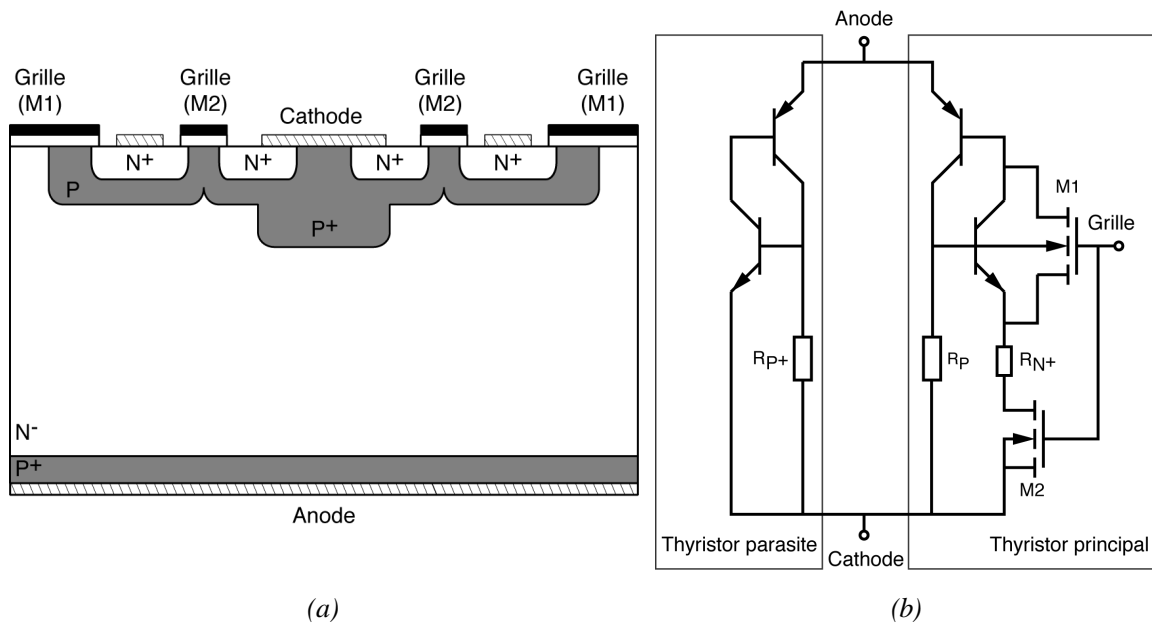 Grille
(M1)
Grille
(M2)
Cathode
Grille
(M2)
Grille
(M1)
N+
N+
N+
N+
P
P+
N-
P+
Anode
(a)
Anode
M1
Grille
RP+
RP
RN+
M2
Thyristor parasite
Cathode
Thyristor principal
(b)